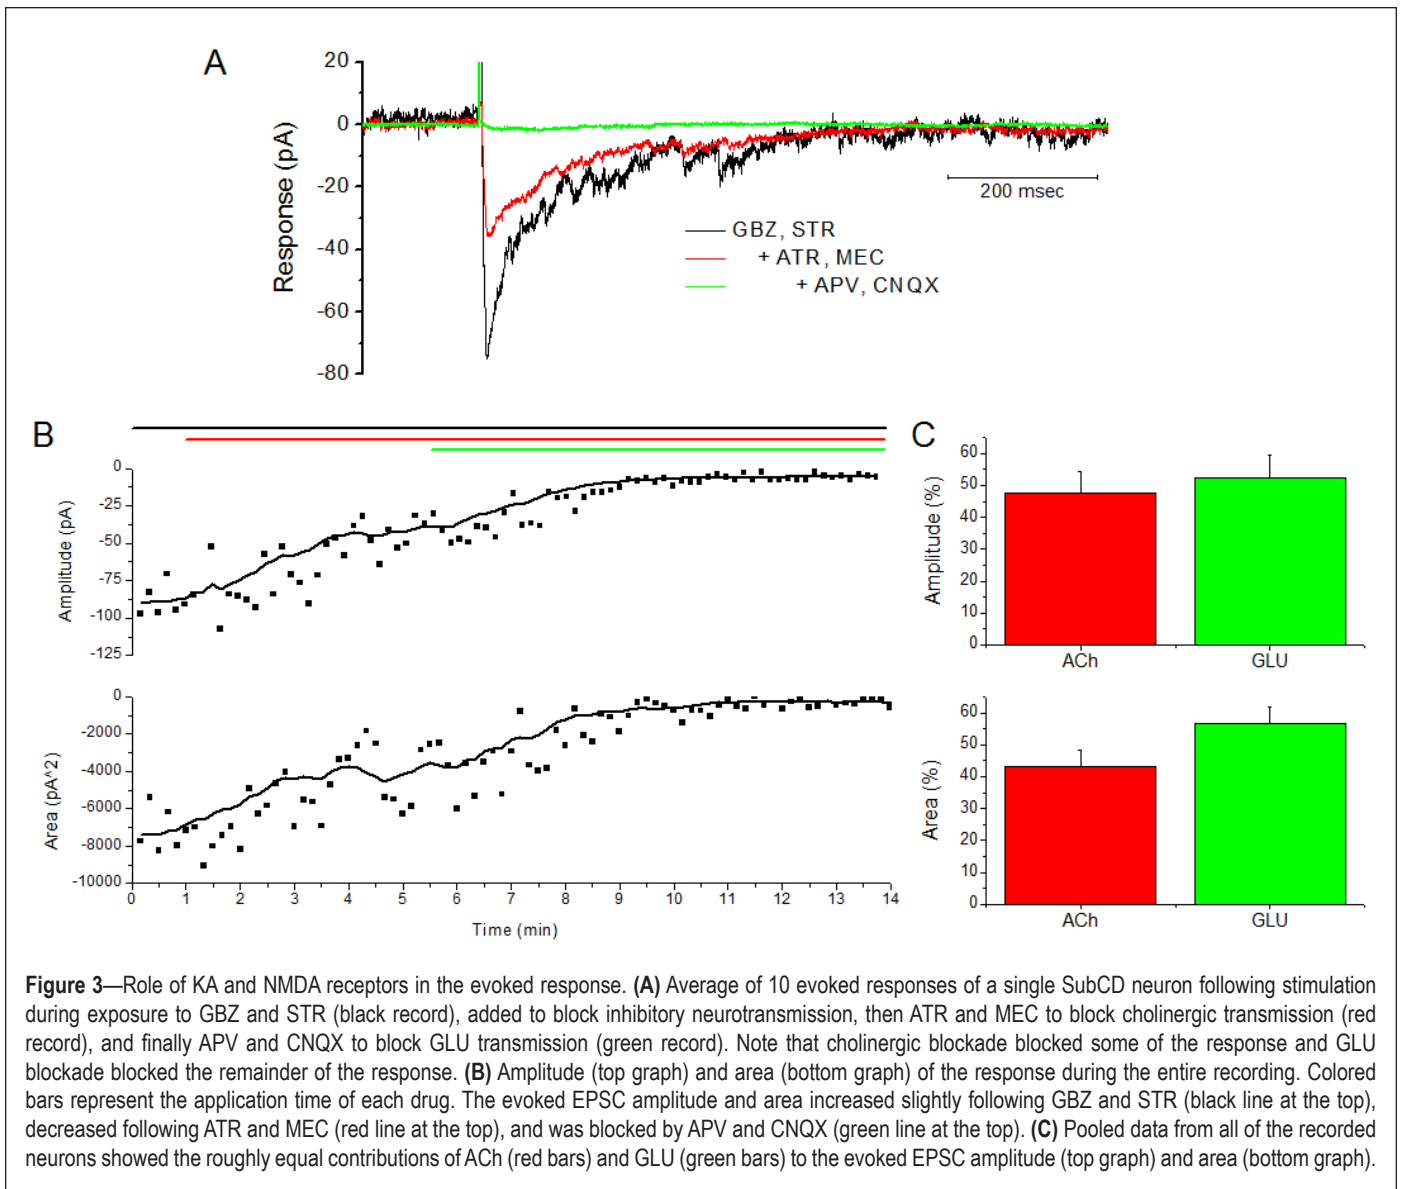 A
20
0
-20
-40
-60
-80
Response (pA)
200 msec
GBZ, STR
+ ATR, MEC
+ APV, CNQX
B
0
-25
-50
-75
-100
-125
Amplitude (pA)
0
-2000
-4000
-6000
-8000
-10000
Area (pA^2)
0 1 2 3 4 5 6 7 8 9 10 11 12 13 14
Time (min)
C
60
50
40
30
20
10
0
Amplitude (%)
ACh GLU
60
50
40
30
20
10
0
Area (%)
ACh GLU
Figure 3—Role of KA and NMDA receptors in the evoked response. (A) Average of 10 evoked responses of a single SubCD neuron following stimulation
during exposure to GBZ and STR (black record), added to block inhibitory neurotransmission, then ATR and MEC to block cholinergic transmission (red
record), and finally APV and CNQX to block GLU transmission (green record). Note that cholinergic blockade blocked some of the response and GLU
blockade blocked the remainder of the response. (B) Amplitude (top graph) and area (bottom graph) of the response during the entire recording. Colored
bars represent the application time of each drug. The evoked EPSC amplitude and area increased slightly following GBZ and STR (black line at the top),
decreased following ATR and MEC (red line at the top), and was blocked by APV and CNQX (green line at the top). (C) Pooled data from all of the recorded
neurons showed the roughly equal contributions of ACh (red bars) and GLU (green bars) to the evoked EPSC amplitude (top graph) and area (bottom graph).